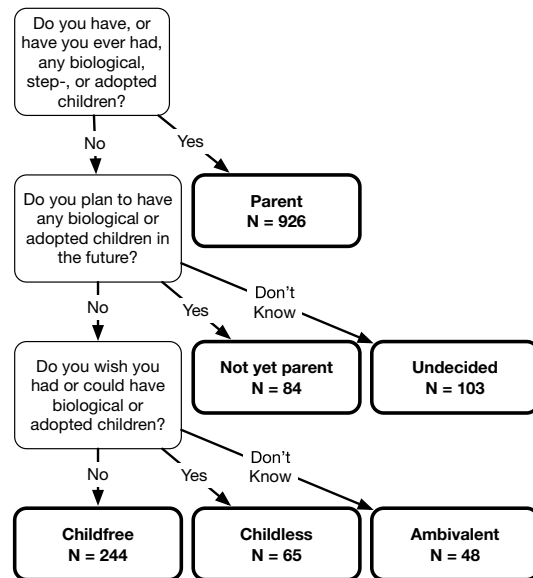 Do you have, or
have you ever had,
any biological,
step-, or adopted
children?
No
Yes
Do you plan to have
any biological or
adopted children in
the future?
Parent
N = 926
No
Yes
Don't
Know
Do you wish you
had or could have
biological or
adopted children?
Not yet parent
N = 84
Undecided
N = 103
No
Yes
Don't
Know
Childfree
N = 244
Childless
N = 65
Ambivalent
N = 48